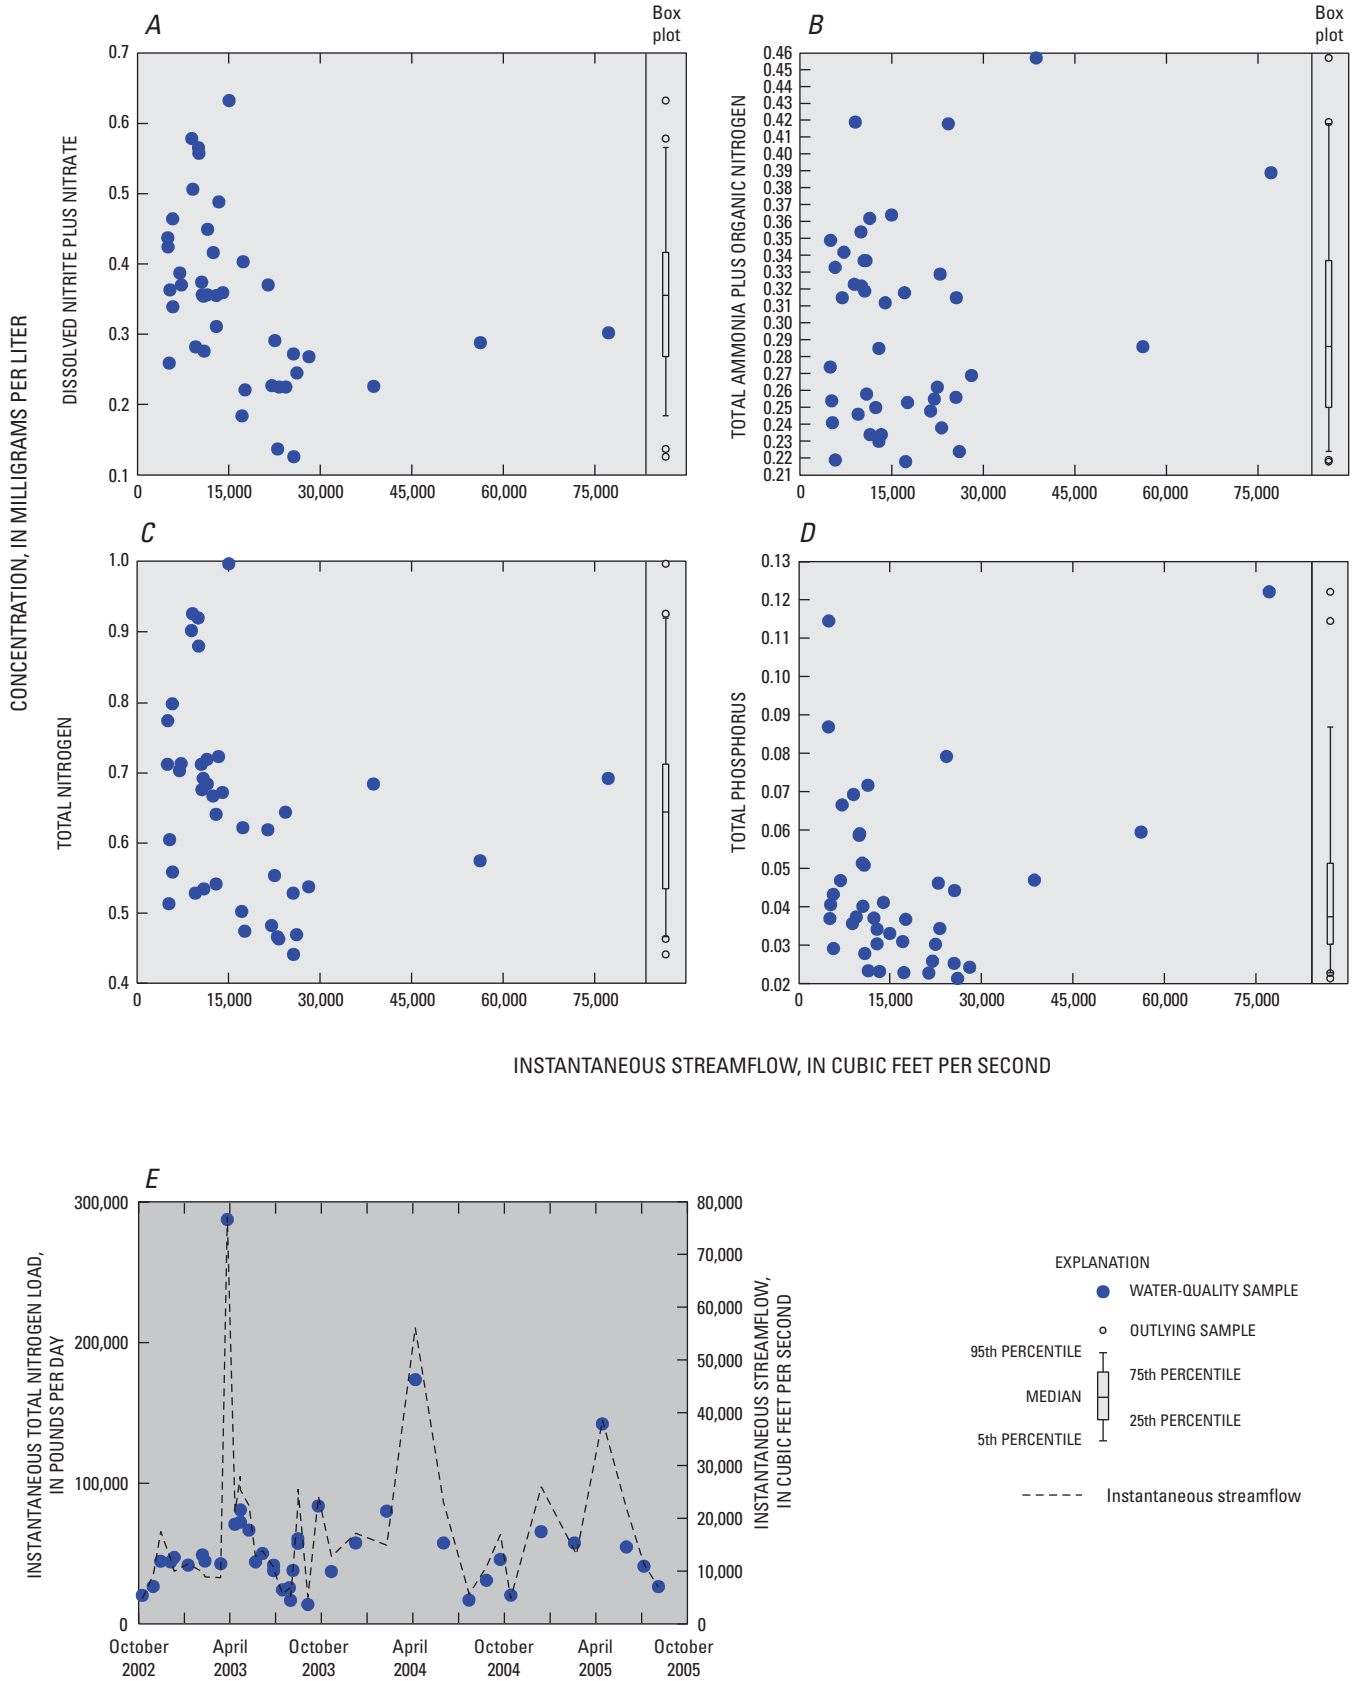 A
Box
plot
0.7
0.6
0.5
0.4
0.3
0.2
0.1
0
15,000
30,000
45,000
60,000
75,000
DISSOLVED NITRITE PLUS NITRATE
B
Box
plot
0.46
0.45
0.44
0.43
0.42
0.41
0.40
0.39
0.38
0.37
0.36
0.35
0.34
0.33
0.32
0.31
0.30
0.29
0.28
0.27
0.26
0.25
0.24
0.23
0.22
0.21
0
15,000
30,000
45,000
60,000
75,000
TOTAL AMMONIA PLUS ORGANIC NITROGEN
CONCENTRATION, IN MILLIGRAMS PER LITER
C
1.0
0.9
0.8
0.7
0.6
0.5
0.4
0
15,000
30,000
45,000
60,000
75,000
TOTAL NITROGEN
D
0.13
0.12
0.11
0.10
0.09
0.08
0.07
0.06
0.05
0.04
0.03
0.02
0
15,000
30,000
45,000
60,000
75,000
TOTAL PHOSPHORUS
INSTANTANEOUS STREAMFLOW, IN CUBIC FEET PER SECOND
E
300,000
200,000
100,000
0
INSTANTANEOUS TOTAL NITROGEN LOAD,
IN POUNDS PER DAY
80,000
70,000
60,000
50,000
40,000
30,000
20,000
10,000
0
INSTANTANEOUS STREAMFLOW,
IN CUBIC FEET PER SECOND
October
2002
April
2003
October
2003
April
2004
October
2004
April
2005
October
2005
EXPLANATION
WATER-QUALITY SAMPLE
OUTLYING SAMPLE
95th PERCENTILE
75th PERCENTILE
MEDIAN
25th PERCENTILE
5th PERCENTILE
Instantaneous streamflow